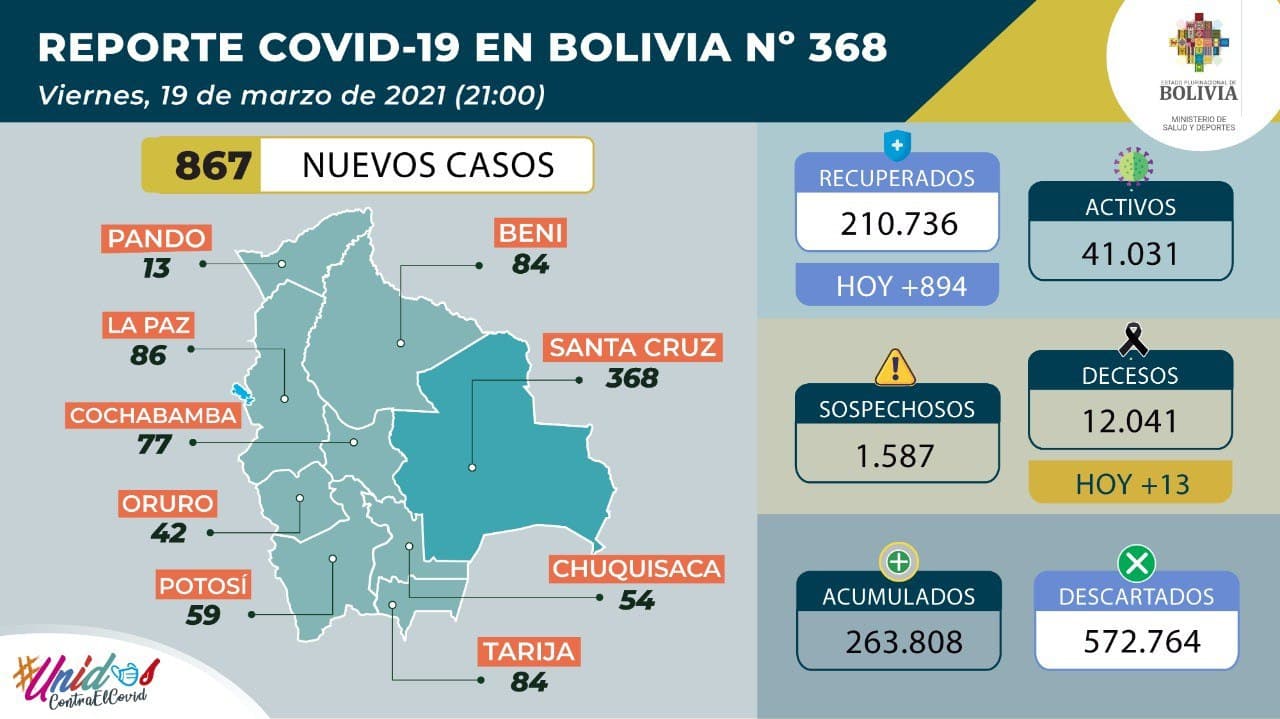 REPORTE COVID-19 EN BOLIVIA Nº 368
Viernes, 19 de marzo de 2021 (21:00)
ESTADO PLURINACIONAL DE
BOLIVIA
MINISTERIO DE
SALUD Y DEPORTES
867 NUEVOS CASOS
PANDO
13
BENI
84
LA PAZ
86
SANTA CRUZ
368
COCHABAMBA
77
ORURO
42
CHUQUISACA
54
POTOSÍ
59
TARIJA
84
RECUPERADOS
210.736
HOY +894
ACTIVOS
41.031
SOSPECHOSOS
1.587
DECESOS
12.041
HOY +13
ACUMULADOS
263.808
DESCARTADOS
572.764
#Unidos
ContraElCovid